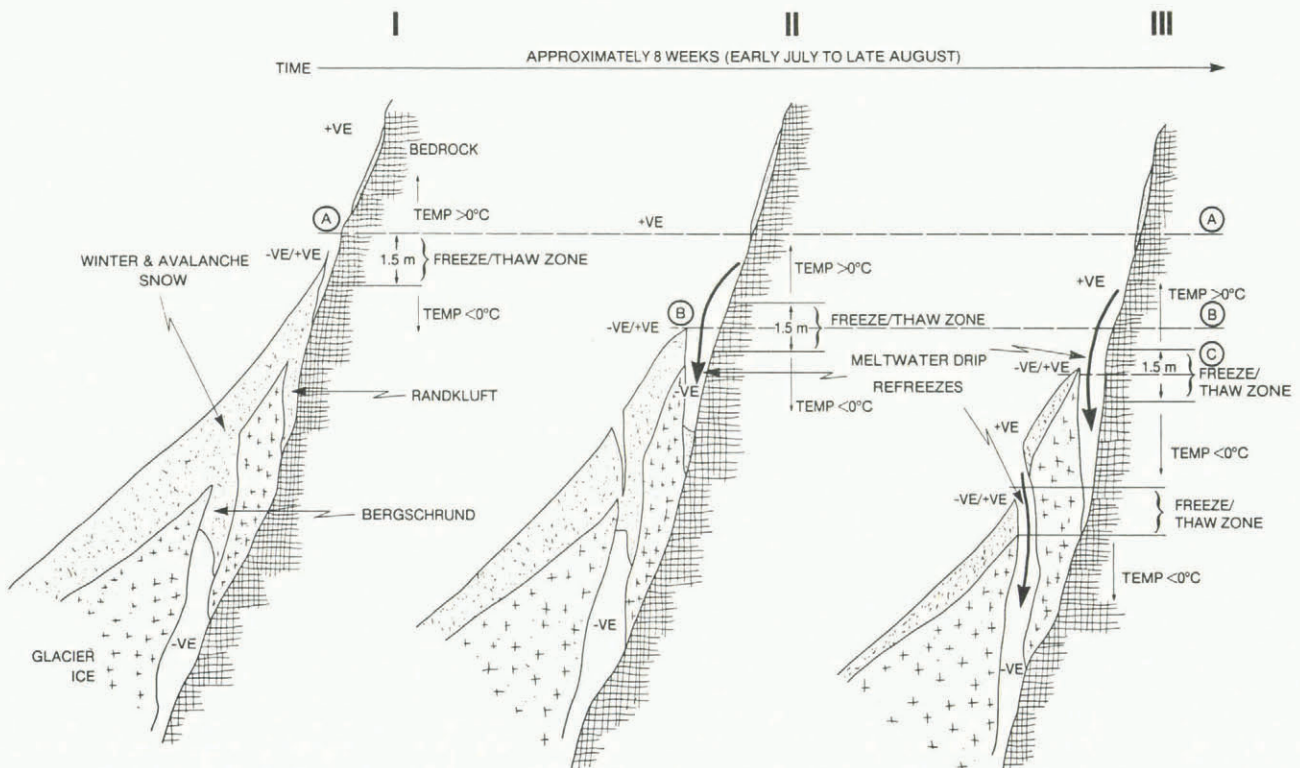 I
II
III
TIME
APPROXIMATELY 8 WEEKS (EARLY JULY TO LATE AUGUST)
+VE
BEDROCK
TEMP >0°C
A
-VE/+VE
1.5 m
FREEZE/THAW ZONE
TEMP <0°C
WINTER & AVALANCHE
SNOW
RANDKLUFT
BERGSCHRUND
-VE
GLACIER
ICE
+VE
TEMP >0°C
B
-VE/+VE
1.5 m
FREEZE/THAW ZONE
MELTWATER DRIP
REFREEZES
-VE
TEMP <0°C
-VE
A
+VE
TEMP >0°C
B
C
-VE/+VE
1.5 m
FREEZE/
THAW ZONE
+VE
TEMP <0°C
-VE/+VE
FREEZE/
THAW ZONE
TEMP <0°C
-VE